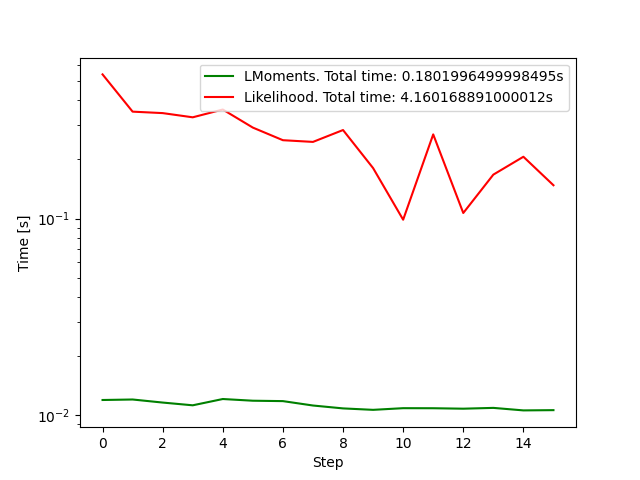 LMoments. Total time: 0.1801996499998495s
Likelihood. Total time: 4.160168891000012s
Time [s]
10⁻¹
10⁻²
0 2 4 6 8 10 12 14
Step